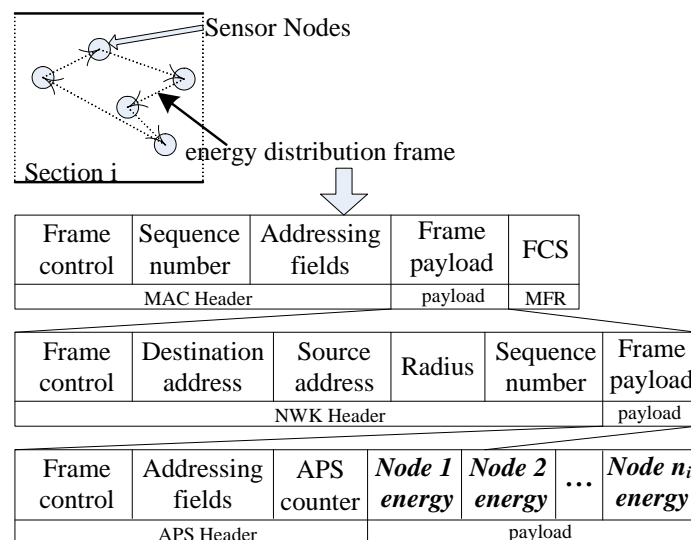 Sensor Nodes
energy distribution frame
Section i
Frame control
Sequence number
Addressing fields
Frame payload
FCS
MAC Header
payload
MFR
Frame control
Destination address
Source address
Radius
Sequence number
Frame payload
NWK Header
payload
Frame control
Addressing fields
APS counter
Node 1 energy
Node 2 energy
...
Node ni energy
APS Header
payload